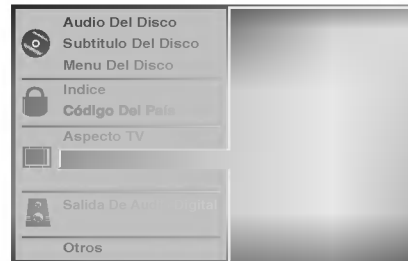 Audio Del Disco
Subtitulo Del Disco
Menu Del Disco
Indice
Código Del País
Aspecto TV
Salida De Audio Digital
Otros